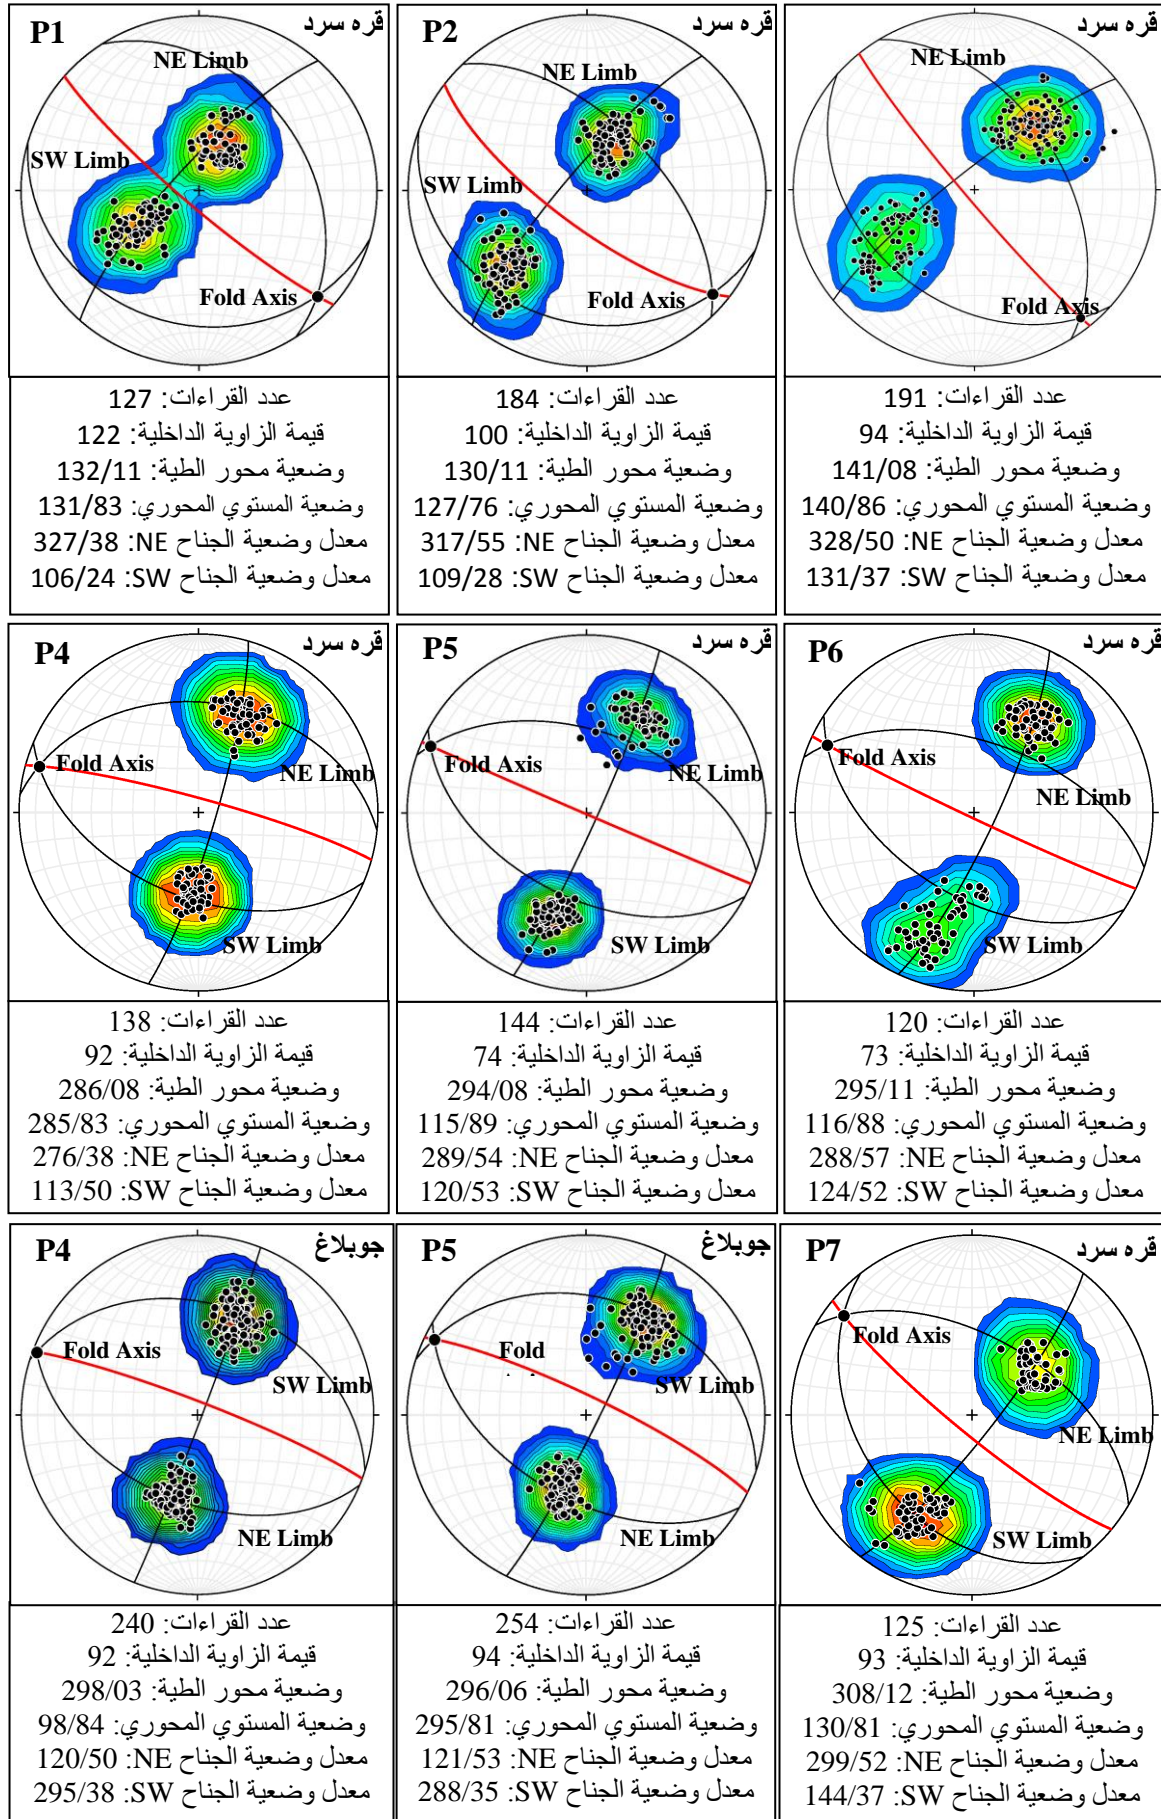 P1
قره سرد
NE Limb
SW Limb
Fold Axis
عدد القراءات: 127
قيمة الزاوية الداخلية: 122
وضعية محور الطية: 132/11
وضعية المستوي المحوري: 131/83
معدل وضعية الجناح NE: 327/38
معدل وضعية الجناح SW: 106/24
P2
قره سرد
NE Limb
SW Limb
Fold Axis
عدد القراءات: 184
قيمة الزاوية الداخلية: 100
وضعية محور الطية: 130/11
وضعية المستوي المحوري: 127/76
معدل وضعية الجناح NE: 317/55
معدل وضعية الجناح SW: 109/28
قره سرد
NE Limb
Fold Axis
عدد القراءات: 191
قيمة الزاوية الداخلية: 94
وضعية محور الطية: 141/08
وضعية المستوي المحوري: 140/86
معدل وضعية الجناح NE: 328/50
معدل وضعية الجناح SW: 131/37
P4
قره سرد
Fold Axis
NE Limb
SW Limb
عدد القراءات: 138
قيمة الزاوية الداخلية: 92
وضعية محور الطية: 286/08
وضعية المستوي المحوري: 285/83
معدل وضعية الجناح NE: 276/38
معدل وضعية الجناح SW: 113/50
P5
قره سرد
Fold Axis
NE Limb
SW Limb
عدد القراءات: 144
قيمة الزاوية الداخلية: 74
وضعية محور الطية: 294/08
وضعية المستوي المحوري: 115/89
معدل وضعية الجناح NE: 289/54
معدل وضعية الجناح SW: 120/53
P6
قره سرد
Fold Axis
NE Limb
SW Limb
عدد القراءات: 120
قيمة الزاوية الداخلية: 73
وضعية محور الطية: 295/11
وضعية المستوي المحوري: 116/88
معدل وضعية الجناح NE: 288/57
معدل وضعية الجناح SW: 124/52
P4
جوبلاغ
Fold Axis
SW Limb
NE Limb
عدد القراءات: 240
قيمة الزاوية الداخلية: 92
وضعية محور الطية: 298/03
وضعية المستوي المحوري: 98/84
معدل وضعية الجناح NE: 120/50
معدل وضعية الجناح SW: 295/38
P5
جوبلاغ
Fold
SW Limb
NE Limb
عدد القراءات: 254
قيمة الزاوية الداخلية: 94
وضعية محور الطية: 296/06
وضعية المستوي المحوري: 295/81
معدل وضعية الجناح NE: 121/53
معدل وضعية الجناح SW: 288/35
P7
قره سرد
Fold Axis
NE Limb
SW Limb
عدد القراءات: 125
قيمة الزاوية الداخلية: 93
وضعية محور الطية: 308/12
وضعية المستوي المحوري: 130/81
معدل وضعية الجناح NE: 299/52
معدل وضعية الجناح SW: 144/37